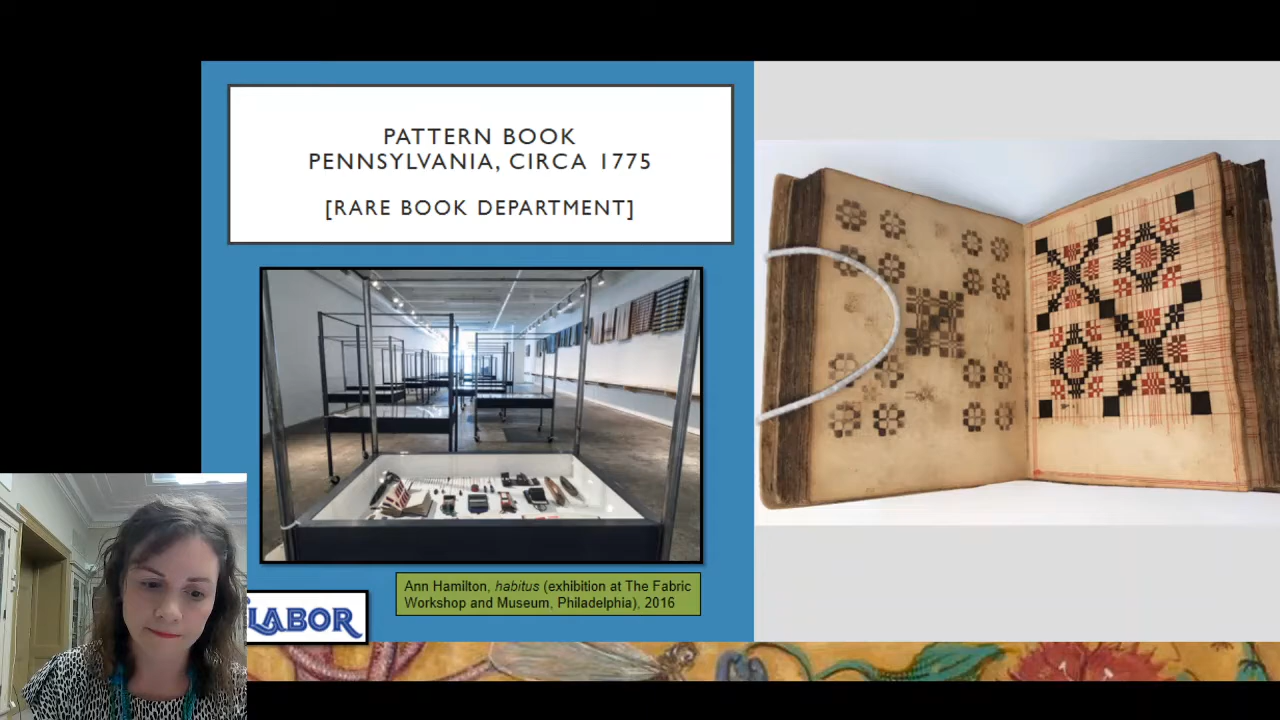 PATTERN BOOK
PENNSYLVANIA, CIRCA 1775
[RARE BOOK DEPARTMENT]
Ann Hamilton, habitus (exhibition at The Fabric
Workshop and Museum, Philadelphia), 2016
LABOR